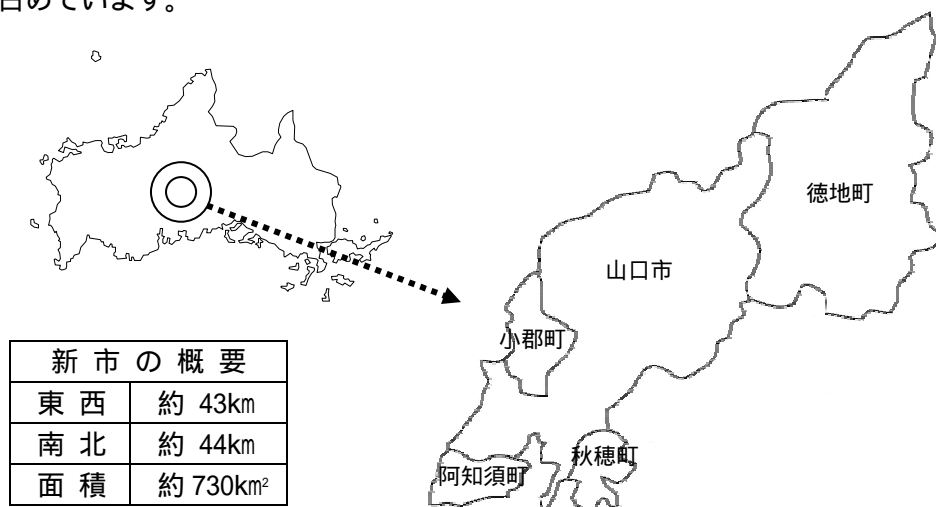 占めています。
徳地町
山口市
小郡町
秋穂町
阿知須町
新市の概要
東西 約 43km
南北 約 44km
面積 約 730km²